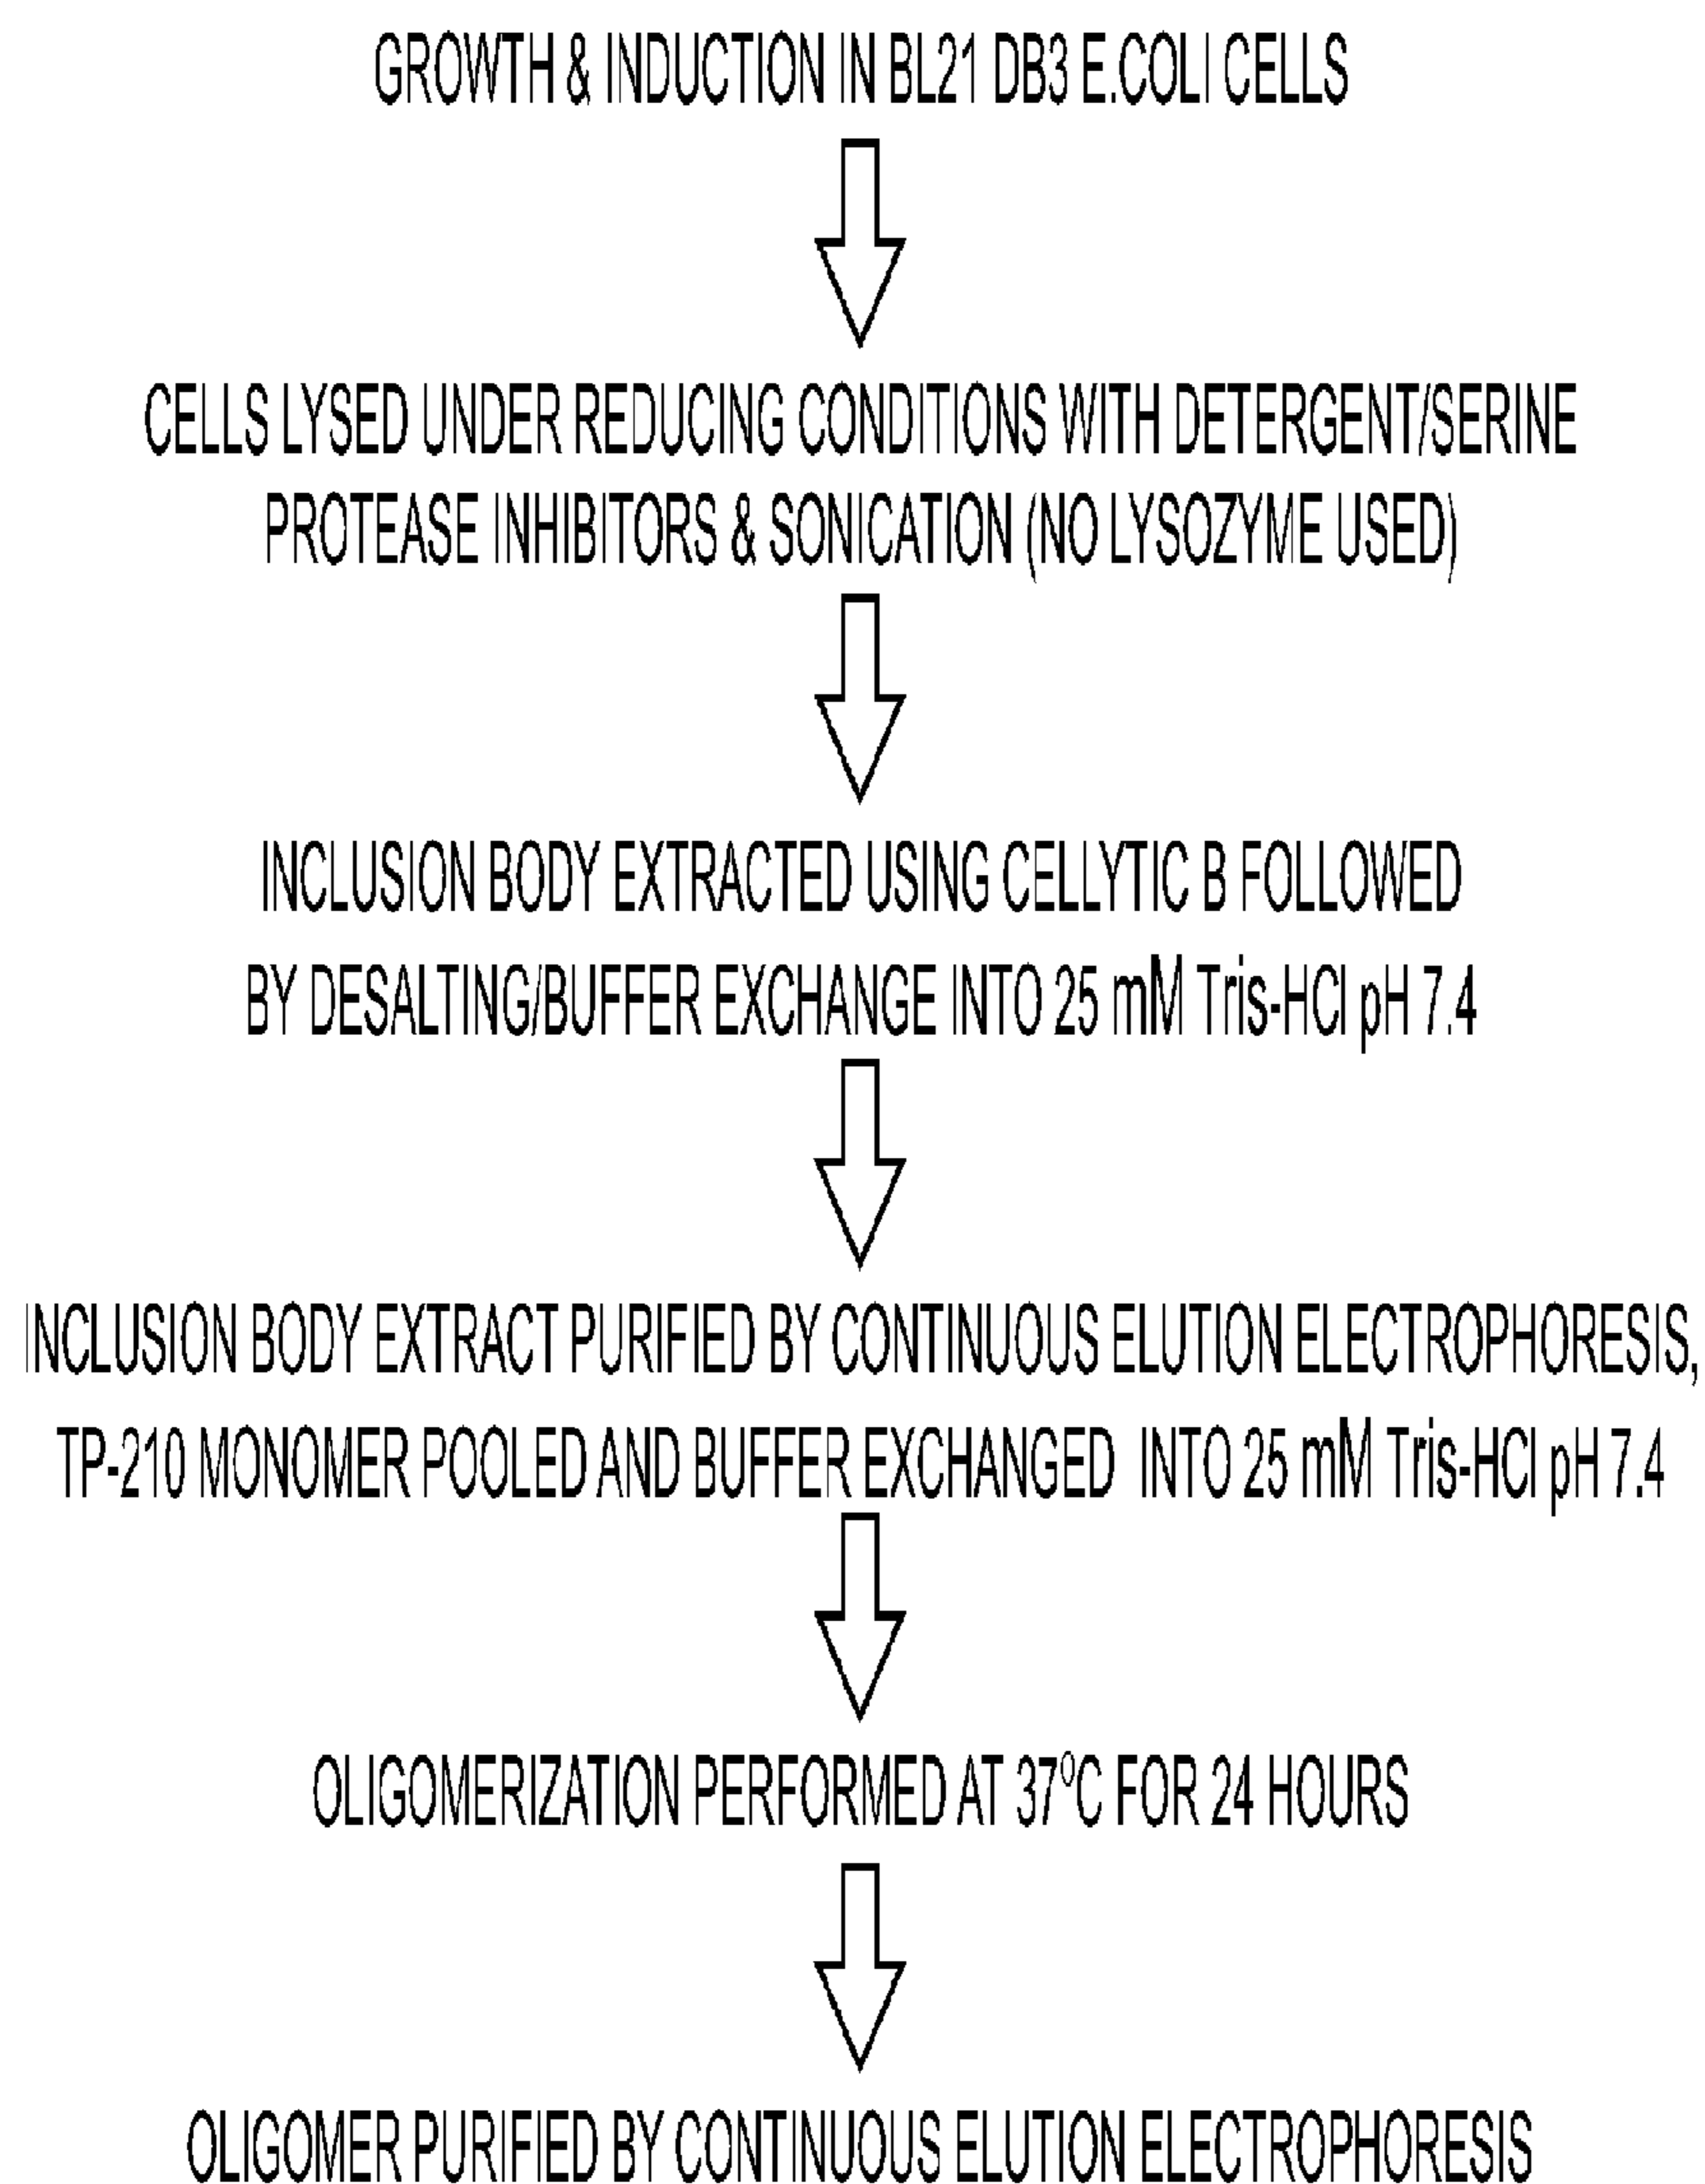 GROWTH & INDUCTION IN BL21 DB3 E.COLI CELLS
CELLS LYSED UNDER REDUCING CONDITIONS WITH DETERGENT/SERINE
PROTEASE INHIBITORS & SONICATION (NO LYSOZYME USED)
INCLUSION BODY EXTRACTED USING CELLYTIC B FOLLOWED
BY DESALTING/BUFFER EXCHANGE INTO 25 mM Tris-HCl pH 7.4
INCLUSION BODY EXTRACT PURIFIED BY CONTINUOUS ELUTION ELECTROPHORESIS,
TP-210 MONOMER POOLED AND BUFFER EXCHANGED INTO 25 mM Tris-HCl pH 7.4
OLIGOMERIZATION PERFORMED AT 37°C FOR 24 HOURS
OLIGOMER PURIFIED BY CONTINUOUS ELUTION ELECTROPHORESIS